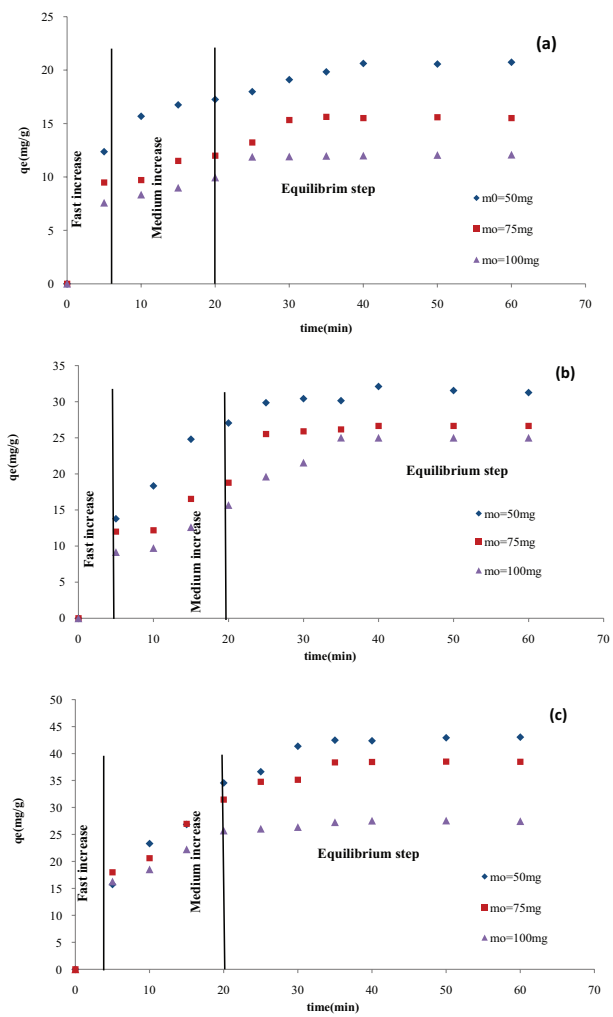 (a)
25
20
15
10
5
0
qe(mg/g)
Fast increase
Medium increase
Equilibrim step
m0=50mg
mo=75mg
mo=100mg
0 10 20 30 40 50 60 70
time(min)
(b)
35
30
25
20
15
10
5
0
qe(mg/g)
Fast increase
Medium increase
Equilibrium step
mo=50mg
mo=75mg
mo=100mg
0 10 20 30 40 50 60 70
time(min)
(c)
50
45
40
35
30
25
20
15
10
5
0
qe(mg/g)
Fast increase
Medium increase
Equilibrium step
mo=50mg
mo=75mg
mo=100mg
0 10 20 30 40 50 60 70
time(min)